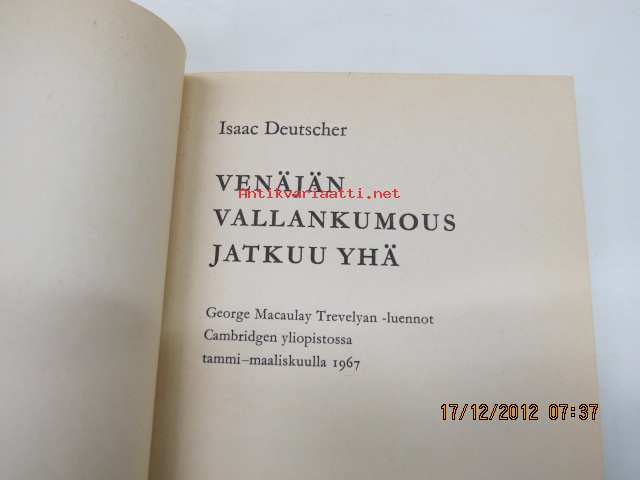 Isaac Deutscher
VENÄJÄN
Antikvariaatti.net
VALLANKUMOUS
JATKUU YHÄ
George Macaulay Trevelyan -luennot
Cambridgen yliopistossa
tammi–maaliskuulla 1967
17/12/2012 07:37